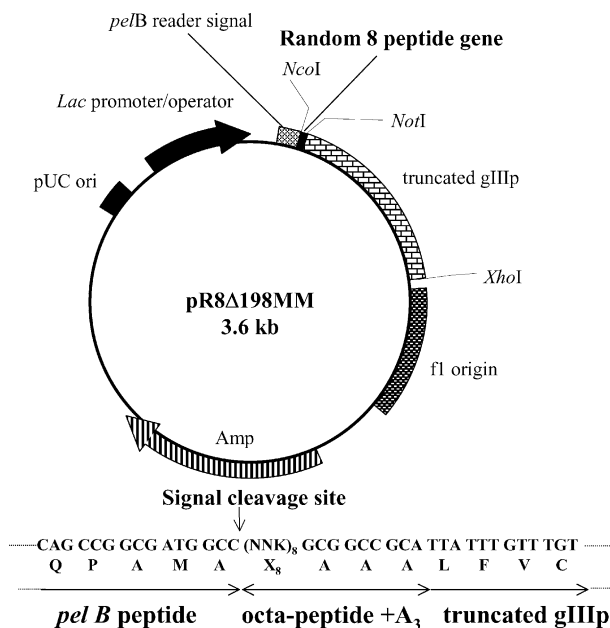 pelB reader signal
Random 8 peptide gene
NcoI
Lac promoter/operator
NotI
pUC ori
truncated gIIIp
XhoI
pR8Δ198MM
3.6 kb
f1 origin
Amp
Signal cleavage site
CAG CCG GCG ATG GCC (NNK)8 GCG GCC GCA TTA TTT GTT TGT
Q P A M A X8 A A A L F V C
pel B peptide octa-peptide +A3 truncated gIIIp